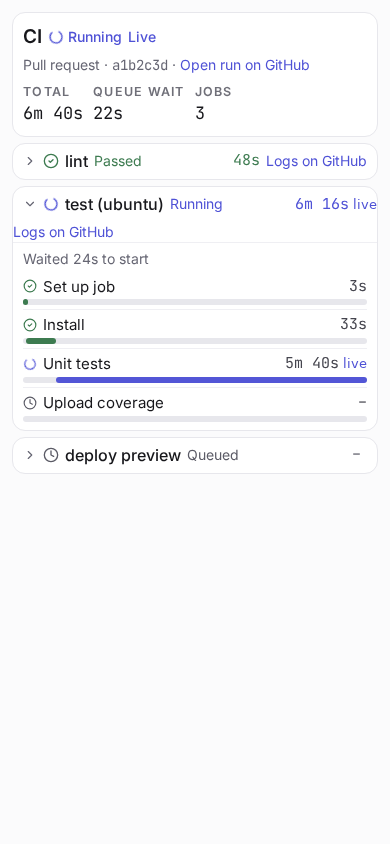 CI Running Live
Pull request · a1b2c3d · Open run on GitHub
TOTAL QUEUE WAIT JOBS
6m 40s 22s 3
lint Passed 48s Logs on GitHub
test (ubuntu) Running 6m 16s live
Logs on GitHub
Waited 24s to start
Set up job 3s
Install 33s
Unit tests 5m 40s live
Upload coverage –
deploy preview Queued –